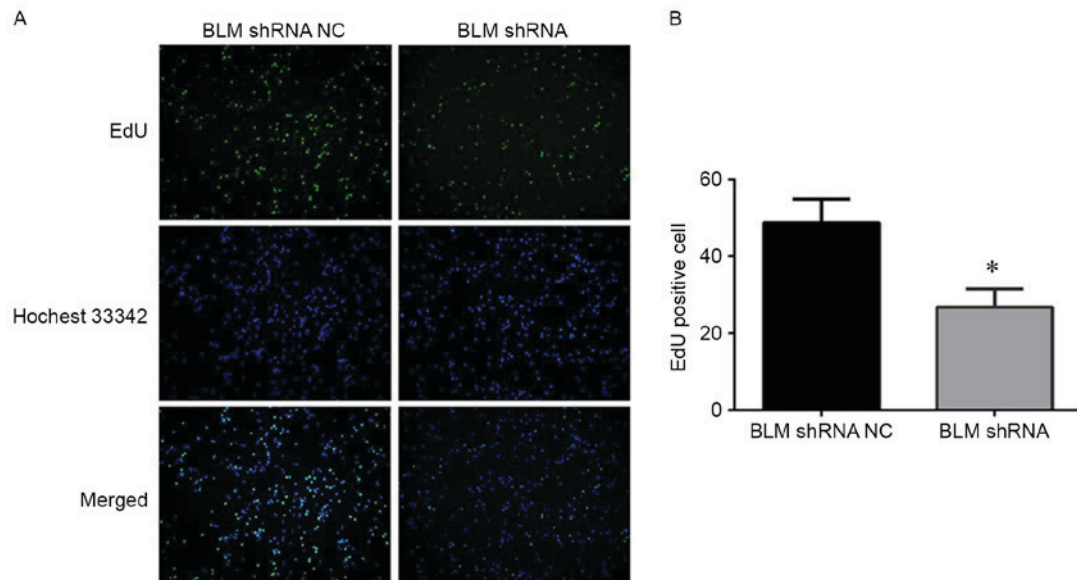 A
BLM shRNA NC
BLM shRNA
EdU
Hochest 33342
Merged
B
EdU positive cell
60
40
20
0
*
BLM shRNA NC
BLM shRNA